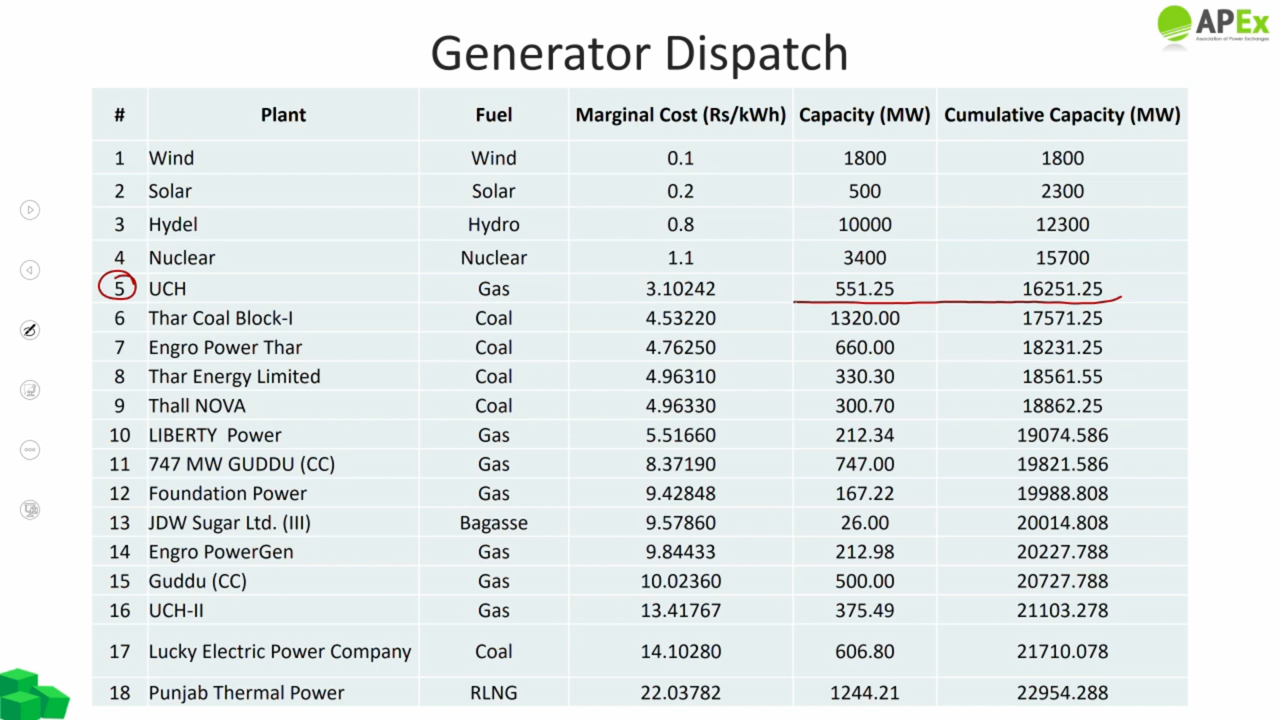 APEx
Association of Power Exchanges
Generator Dispatch
# Plant Fuel Marginal Cost (Rs/kWh) Capacity (MW) Cumulative Capacity (MW)
1 Wind Wind 0.1 1800 1800
2 Solar Solar 0.2 500 2300
3 Hydel Hydro 0.8 10000 12300
4 Nuclear Nuclear 1.1 3400 15700
5 UCH Gas 3.10242 551.25 16251.25
6 Thar Coal Block-I Coal 4.53220 1320.00 17571.25
7 Engro Power Thar Coal 4.76250 660.00 18231.25
8 Thar Energy Limited Coal 4.96310 330.30 18561.55
9 Thall NOVA Coal 4.96330 300.70 18862.25
10 LIBERTY  Power Gas 5.51660 212.34 19074.586
11 747 MW GUDDU (CC) Gas 8.37190 747.00 19821.586
12 Foundation Power Gas 9.42848 167.22 19988.808
13 JDW Sugar Ltd. (III) Bagasse 9.57860 26.00 20014.808
14 Engro PowerGen Gas 9.84433 212.98 20227.788
15 Guddu (CC) Gas 10.02360 500.00 20727.788
16 UCH-II Gas 13.41767 375.49 21103.278
17 Lucky Electric Power Company Coal 14.10280 606.80 21710.078
18 Punjab Thermal Power RLNG 22.03782 1244.21 22954.288